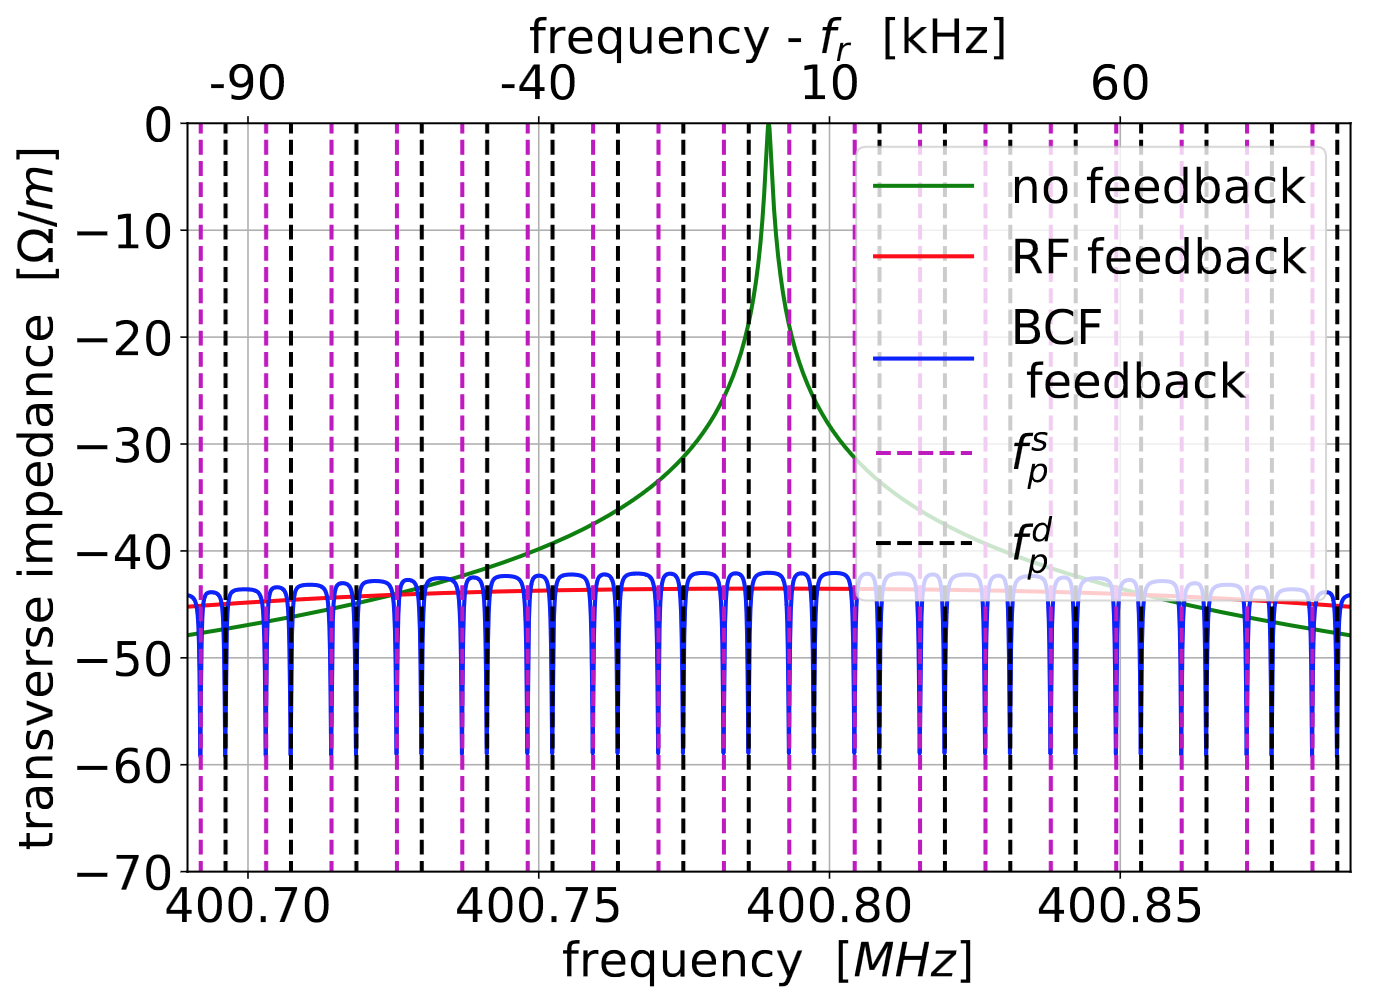 frequency - fr [kHz]
-90 -40 10 60
0
−10
−20
−30
−40
−50
−60
−70
transverse impedance [Ω/m]
no feedback
RF feedback
BCF
feedback
f_p^s
f_p^d
400.70 400.75 400.80 400.85
frequency [MHz]